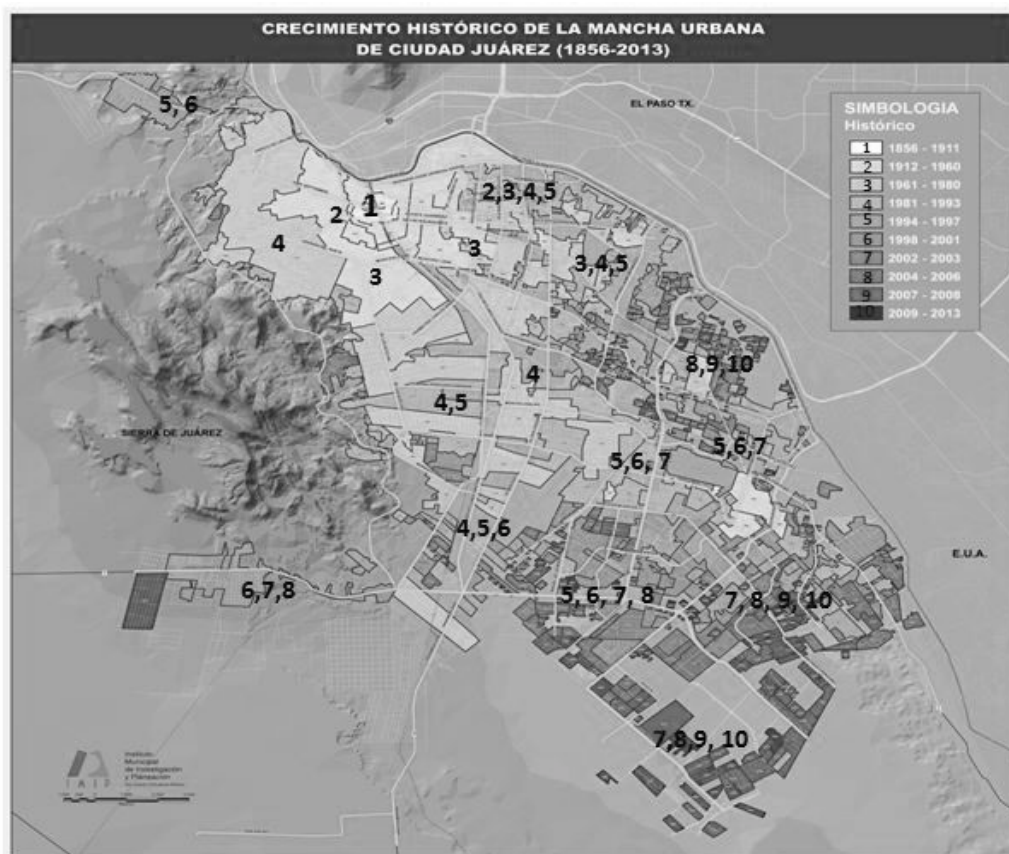 CRECIMIENTO HISTÓRICO DE LA MANCHA URBANA
DE CIUDAD JUÁREZ (1856-2013)
EL PASO TX.
SIMBOLOGIA
Histórico
1 1856 - 1911
2 1912 - 1960
3 1961 - 1980
4 1981 - 1993
5 1994 - 1997
6 1998 - 2001
7 2002 - 2003
8 2004 - 2006
9 2007 - 2008
10 2009 - 2013
5, 6
2,3,4,5
2
1
4
3
3,4,5
3
8,9,10
4
4,5
SIERRA DE JUÁREZ
5,6,7
5,6, 7
4,5,6
E.U.A.
6,7,8
5, 6, 7, 8
7, 8, 9, 10
7,8,9, 10
Instituto
Municipal
de Investigación
y Planeación
IMIP